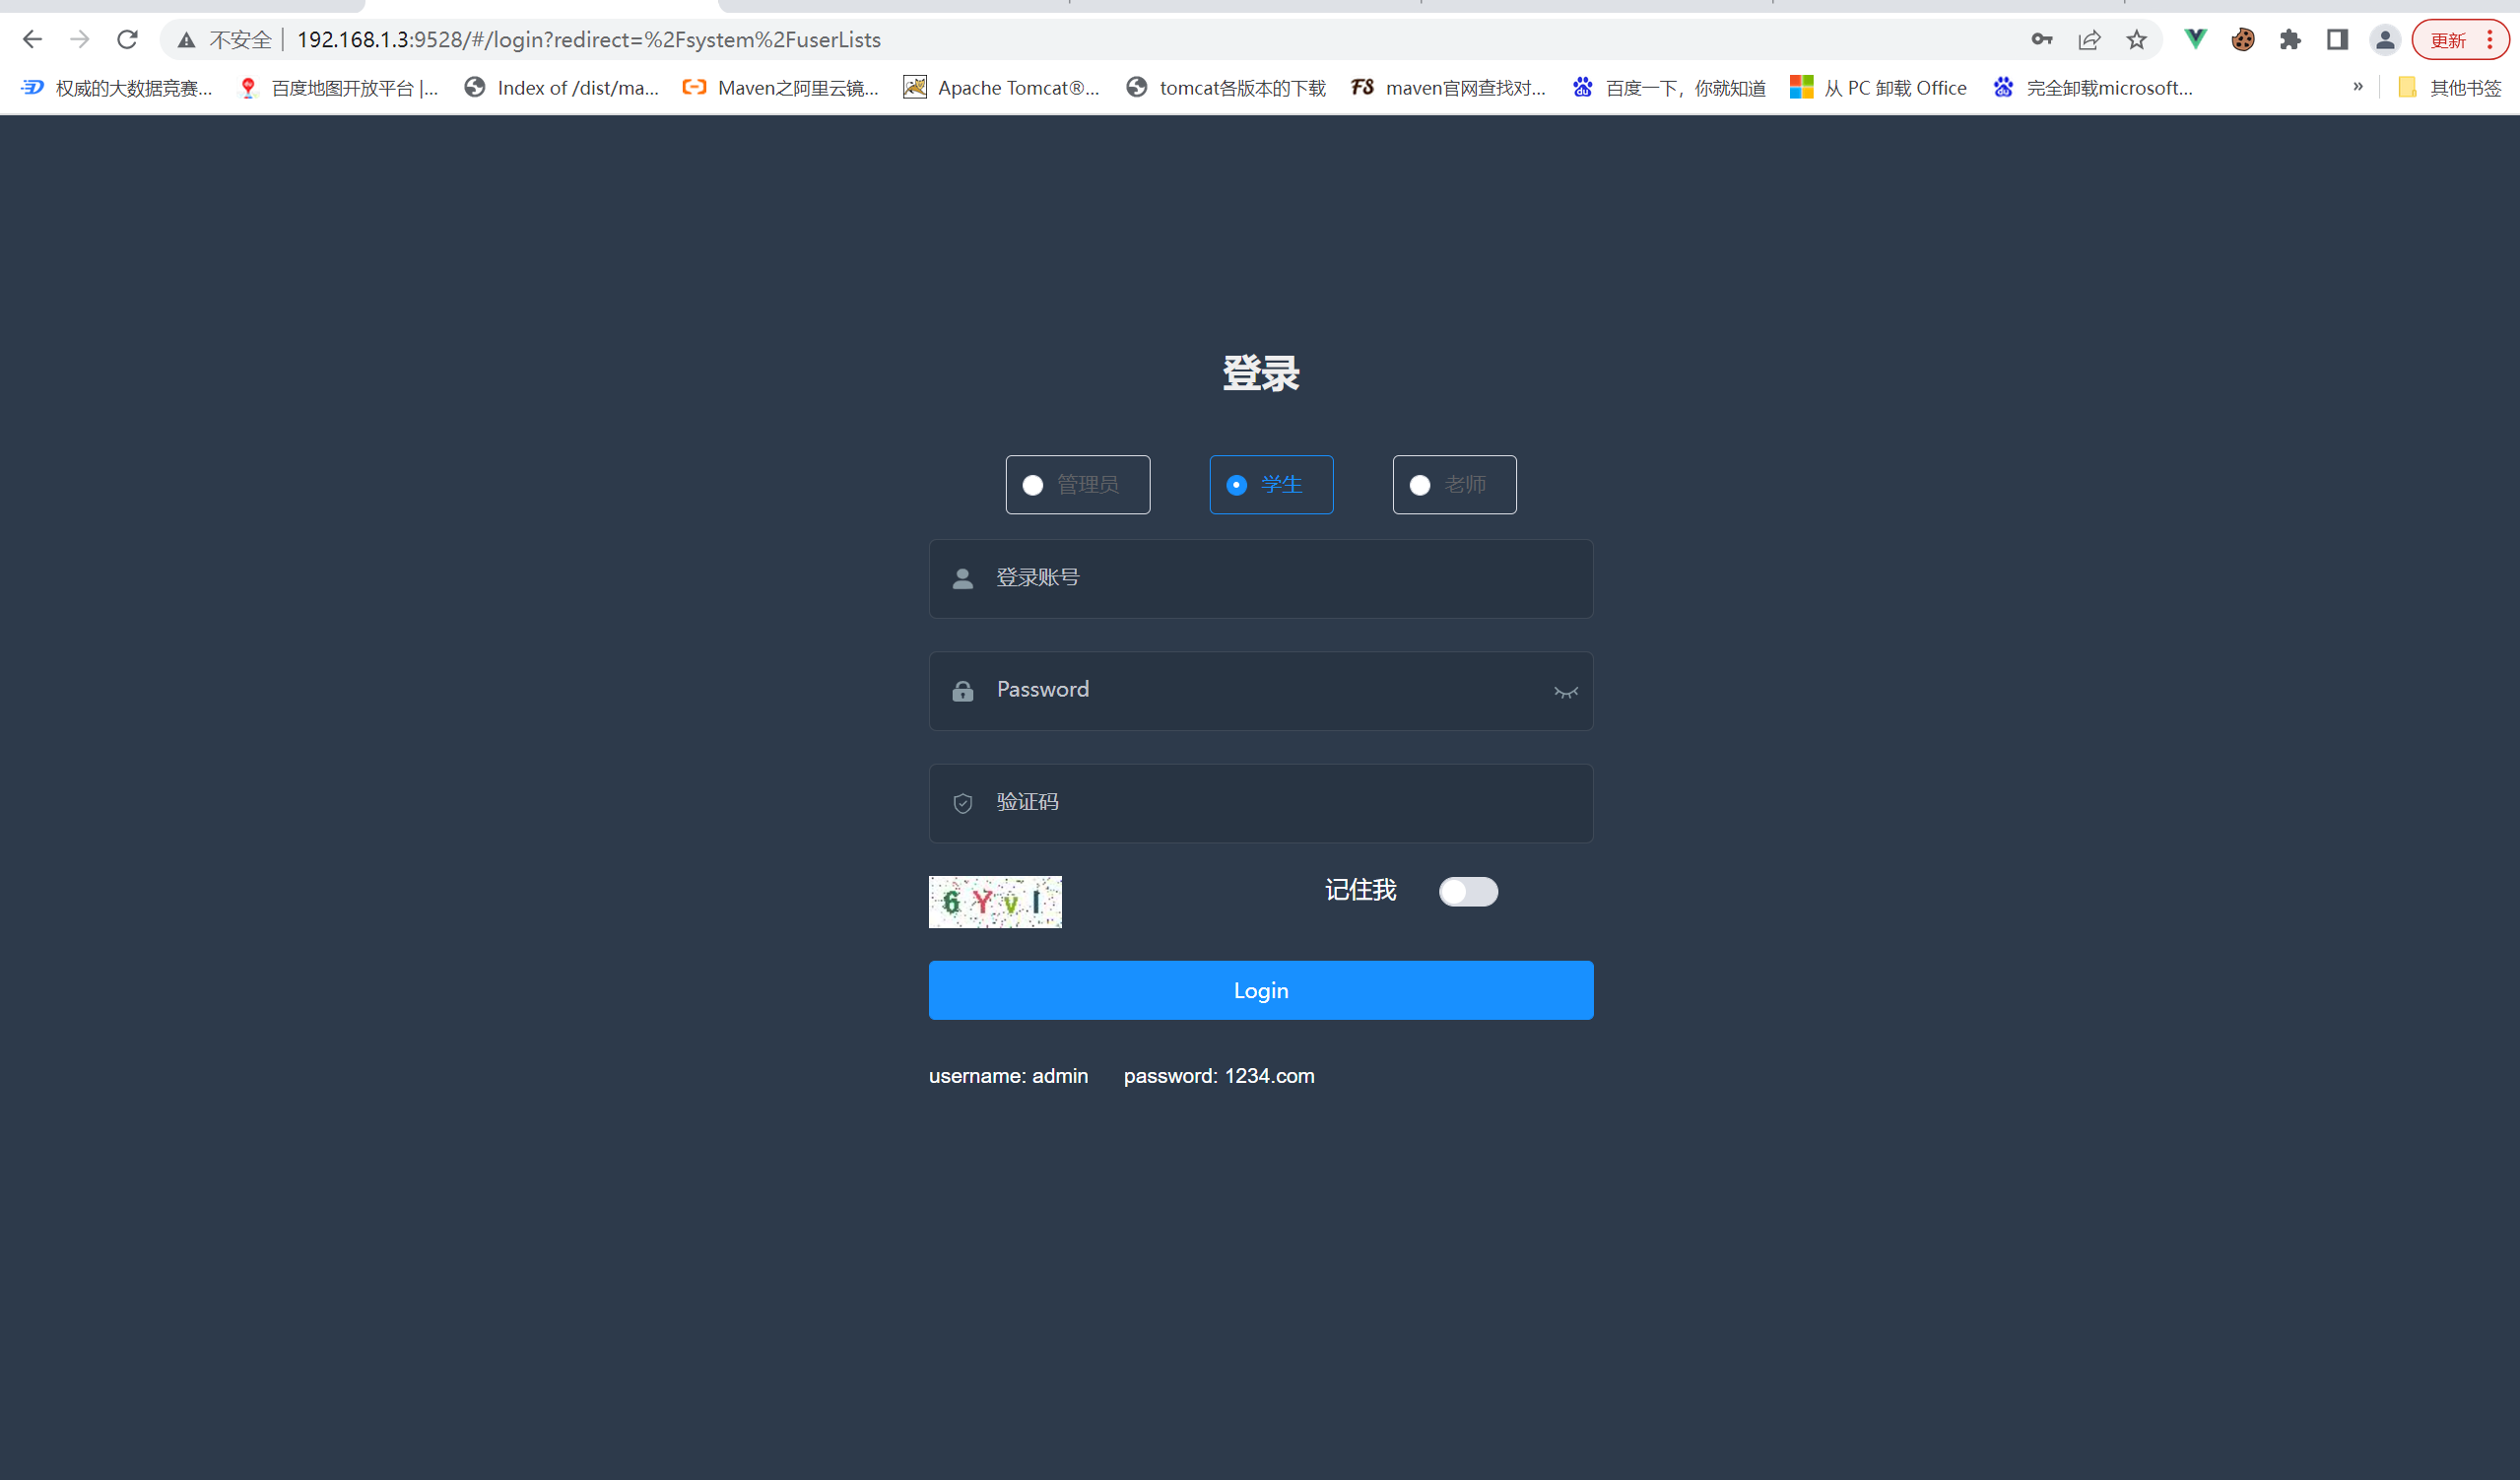 不安全 192.168.1.3:9528/#/login?redirect=%2Fsystem%2FuserLists 更新
权威的大数据竞赛... 百度地图开放平台 |... Index of /dist/ma... Maven之阿里云镜... Apache Tomcat®... tomcat各版本的下载 maven官网查找对... 百度一下，你就知道 从 PC 卸载 Office 完全卸载microsoft... » 其他书签
登录
管理员 学生 老师
登录账号
Password
验证码
6Yvl 记住我
Login
username: admin password: 1234.com